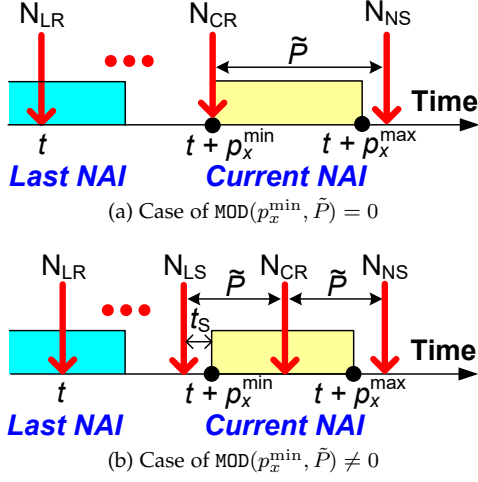 N_LR N_CR N_NS
P̃
Time
t t + p_x^min t + p_x^max
Last NAI Current NAI
(a) Case of MOD(p_x^min, P̃) = 0
N_LR N_LS N_CR N_NS
P̃ P̃
t_S
Time
t t + p_x^min t + p_x^max
Last NAI Current NAI
(b) Case of MOD(p_x^min, P̃) ≠ 0